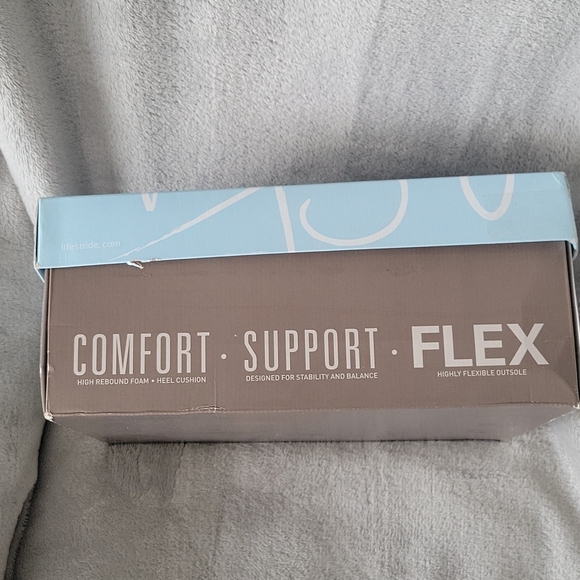 lifestride.com
COMFORT • SUPPORT • FLEX
HIGH REBOUND FOAM • HEEL CUSHION DESIGNED FOR STABILITY AND BALANCE HIGHLY FLEXIBLE OUTSOLE